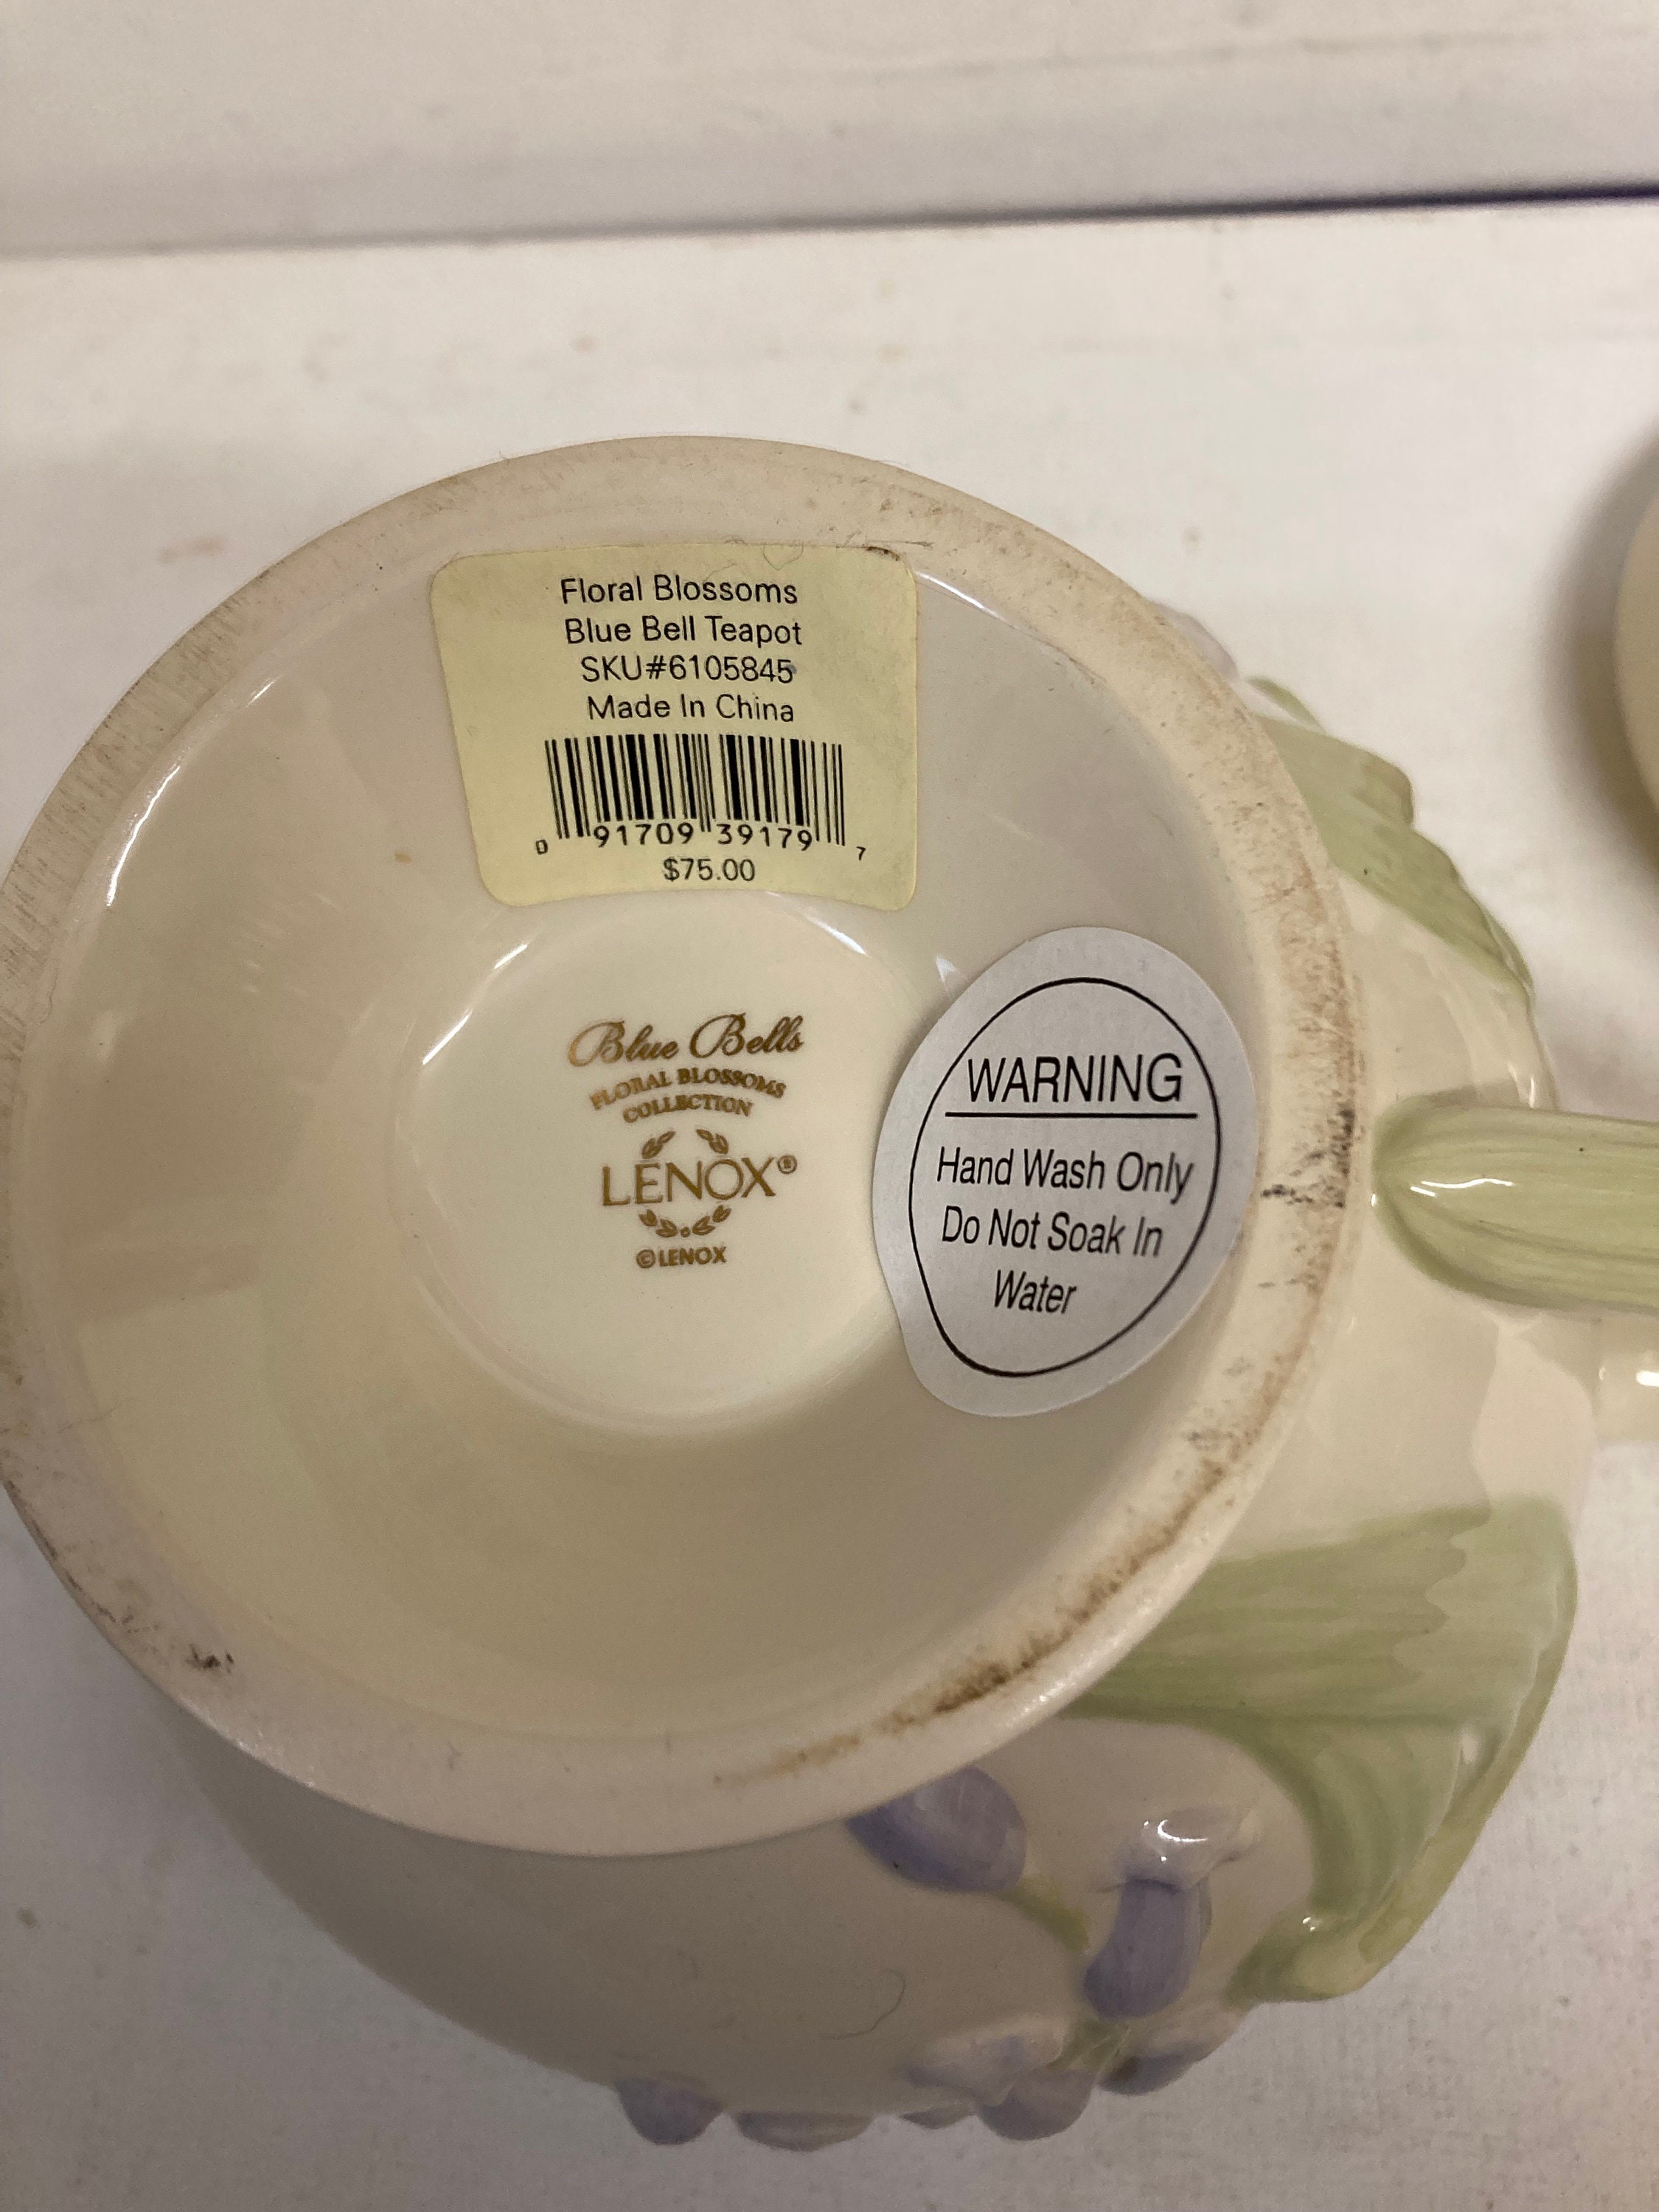 Floral Blossoms
Blue Bell Teapot
SKU#6105845
Made In China
0 91709 39179 7
$75.00
Blue Bells
FLORAL BLOSSOMS
COLLECTION
LENOX®
©LENOX
WARNING
Hand Wash Only
Do Not Soak In
Water